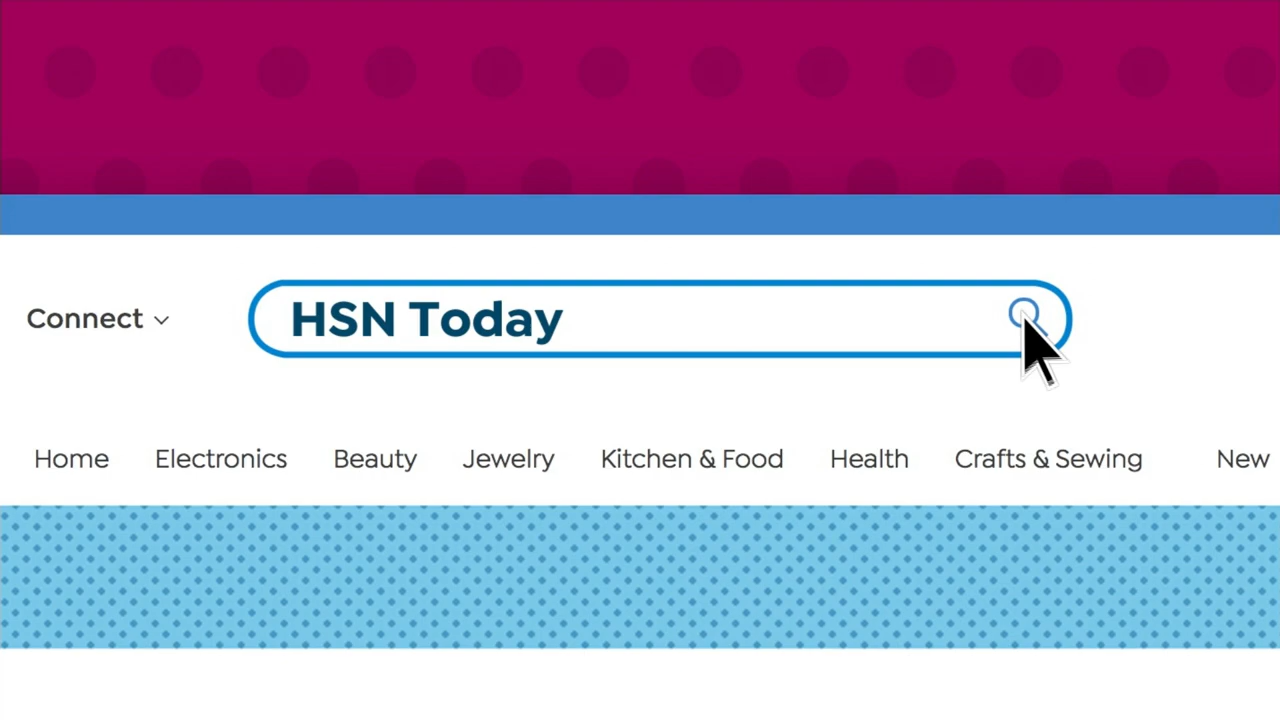 Connect
HSN Today
Home Electronics Beauty Jewelry Kitchen & Food Health Crafts & Sewing New